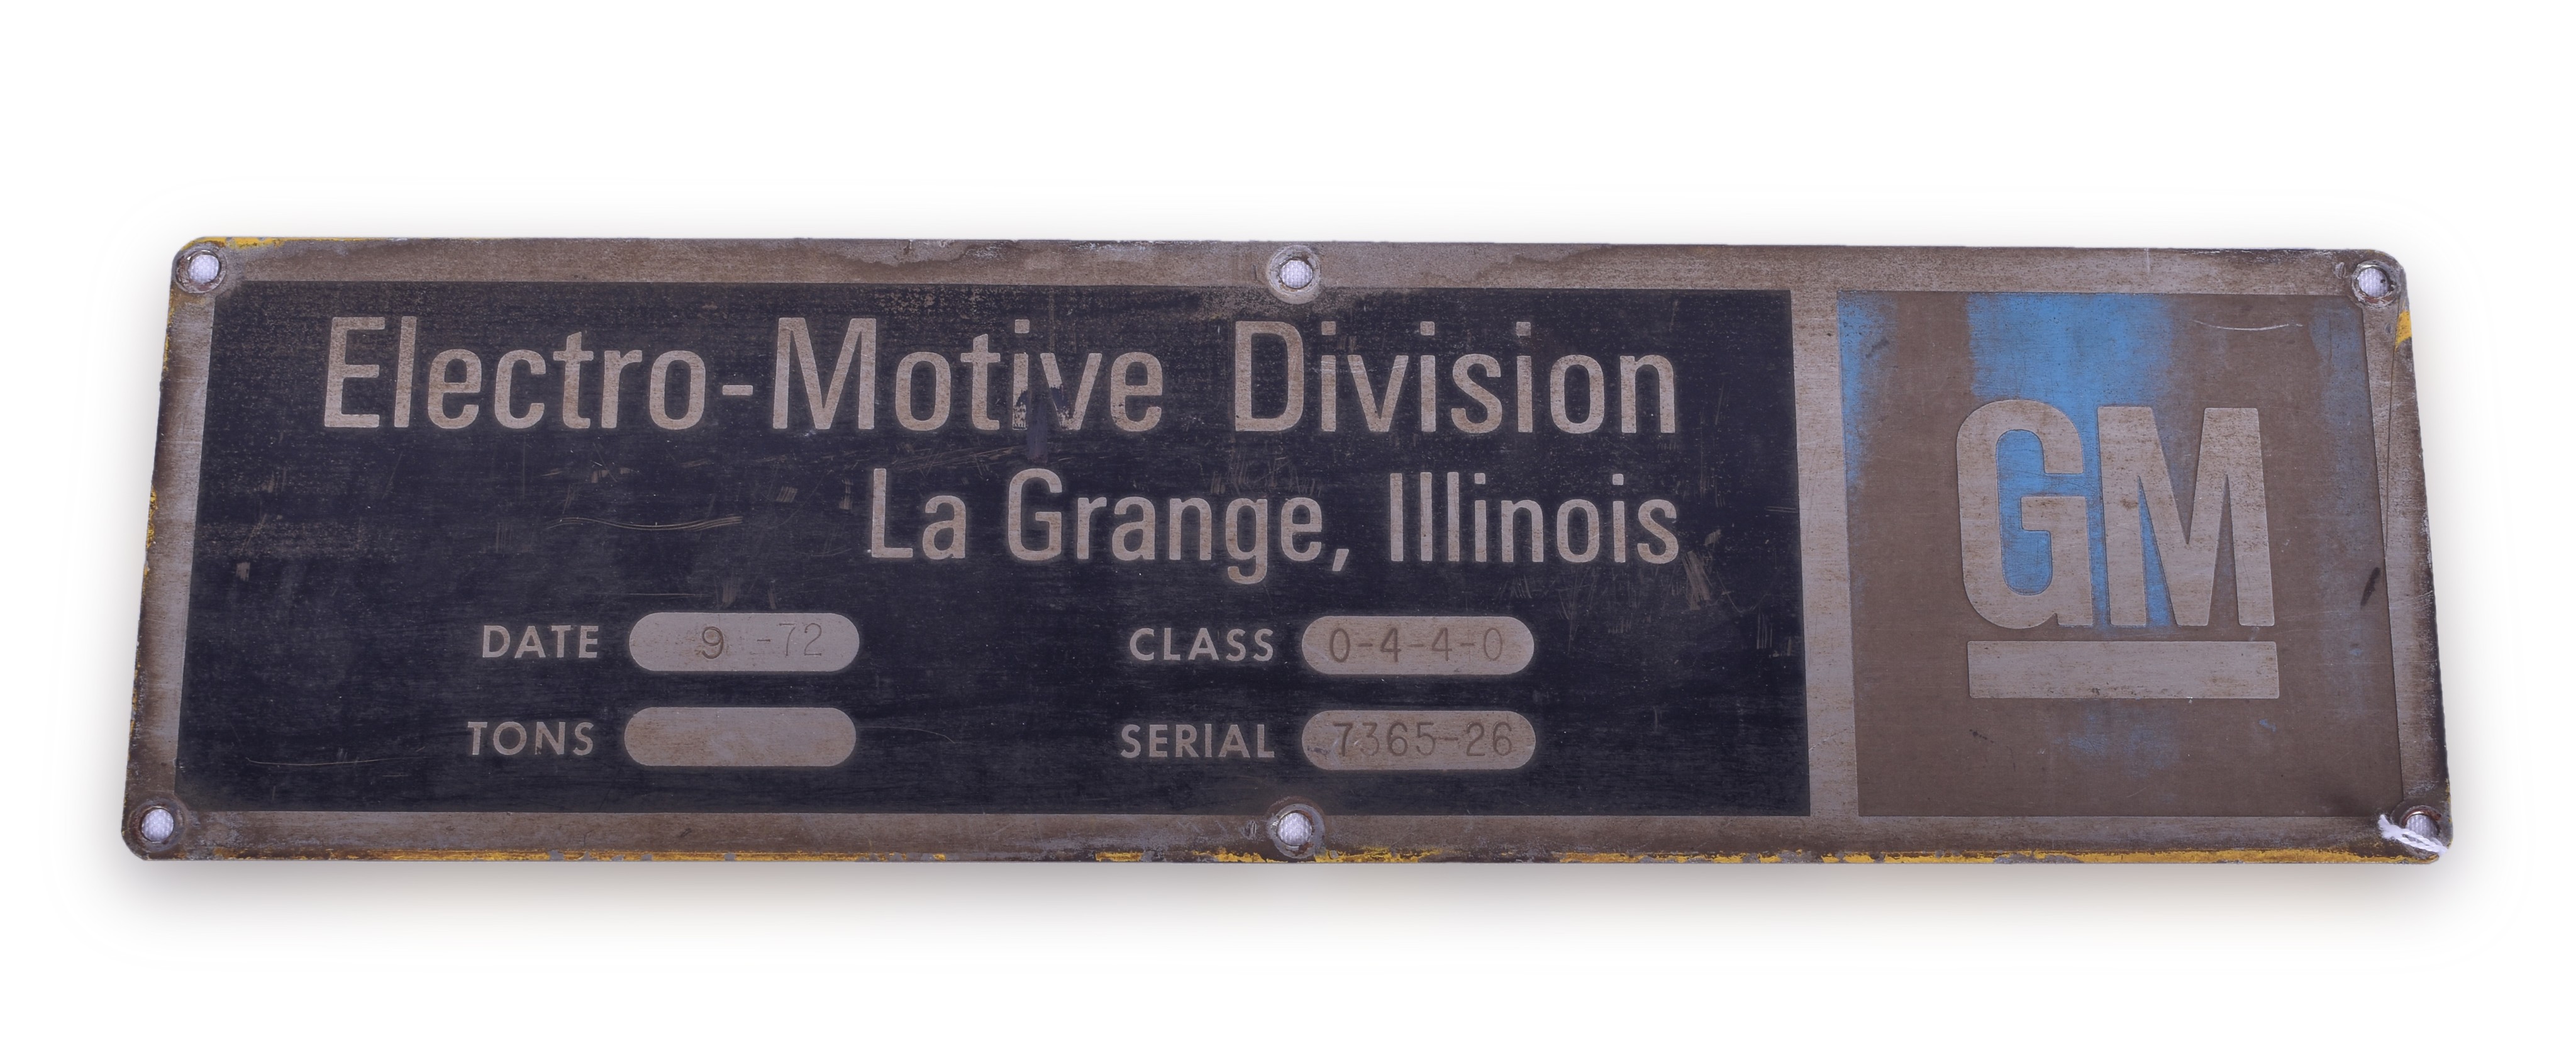 Electro-Motive Division
La Grange, Illinois
DATE 9 -72 CLASS 0-4-4-0
TONS SERIAL 7365-26
GM